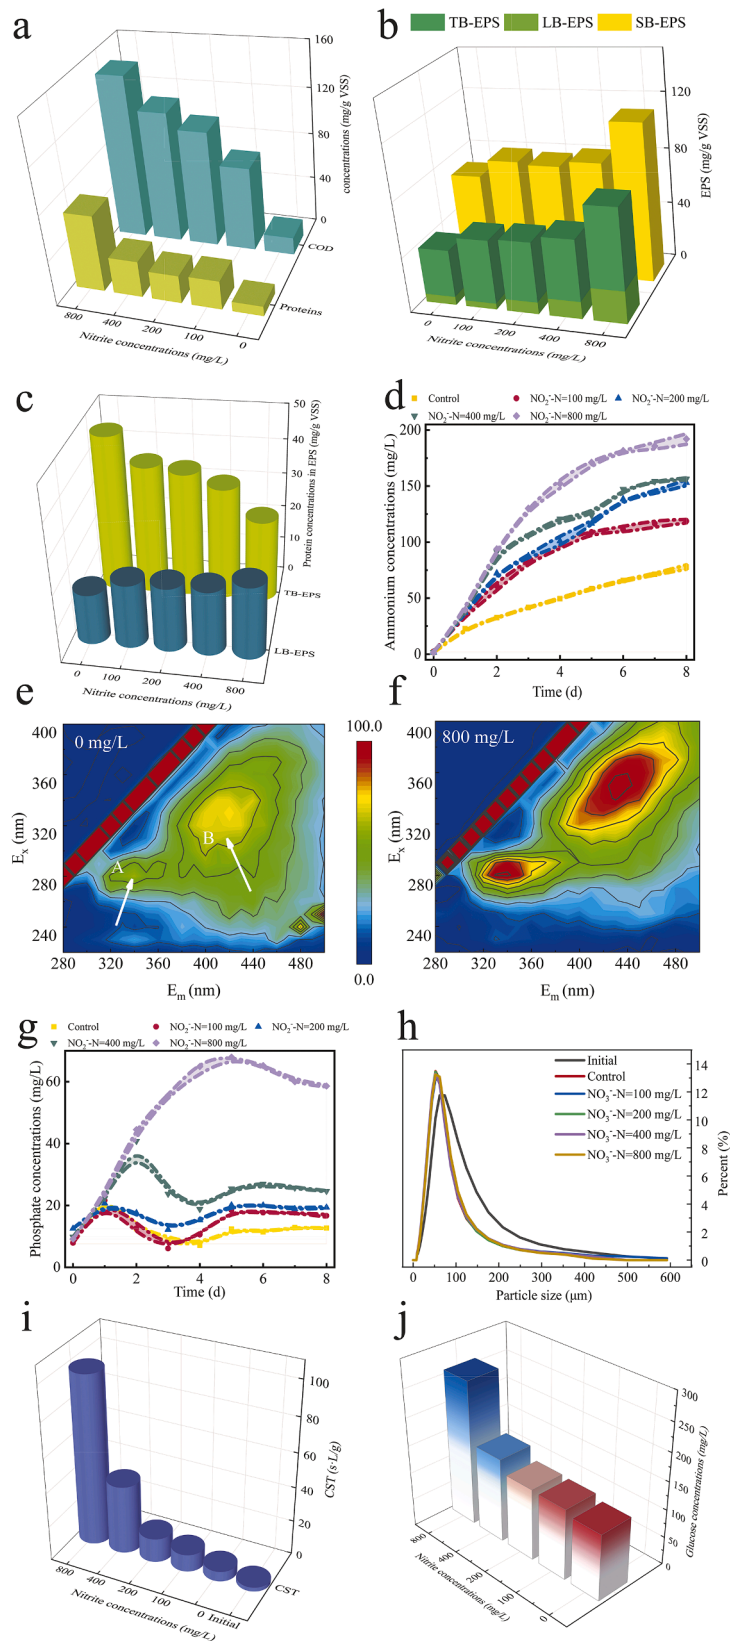 a
160
120
80
40
0
concentrations (mg/g VSS)
COD
Proteins
800
400
200
100
0
Nitrite concentrations (mg/L)
b
TB-EPS LB-EPS SB-EPS
120
80
40
0
EPS (mg/g VSS)
0
100
200
400
800
Nitrite concentrations (mg/L)
c
50
40
30
20
10
0
Protein concentrations in EPS (mg/g VSS)
TB-EPS
LB-EPS
0
100
200
400
800
Nitrite concentrations (mg/L)
d
Control NO₂⁻-N=100 mg/L NO₂⁻-N=200 mg/L
NO₂⁻-N=400 mg/L NO₂⁻-N=800 mg/L
200
150
100
50
0
Ammonium concentrations (mg/L)
0 2 4 6 8
Time (d)
e
0 mg/L
A
B
400
360
320
280
240
Eₓ (nm)
280 320 360 400 440 480
Eₘ (nm)
100.0
0.0
f
800 mg/L
400
360
320
280
240
Eₓ (nm)
280 320 360 400 440 480
Eₘ (nm)
g
Control NO₂⁻-N=100 mg/L NO₂⁻-N=200 mg/L
NO₂⁻-N=400 mg/L NO₂⁻-N=800 mg/L
60
40
20
0
Phosphate concentrations (mg/L)
0 2 4 6 8
Time (d)
h
Initial
Control
NO₃⁻-N=100 mg/L
NO₃⁻-N=200 mg/L
NO₃⁻-N=400 mg/L
NO₃⁻-N=800 mg/L
14
12
10
8
6
4
2
0
Percent (%)
0 100 200 300 400 500 600
Particle size (μm)
i
100
80
60
40
20
0
CST (s·L/g)
CST
800
400
200
100
0
Initial
Nitrite concentrations (mg/L)
j
300
250
200
150
100
50
0
Glucose concentrations (mg/L)
800
400
200
100
0
Nitrite concentrations (mg/L)